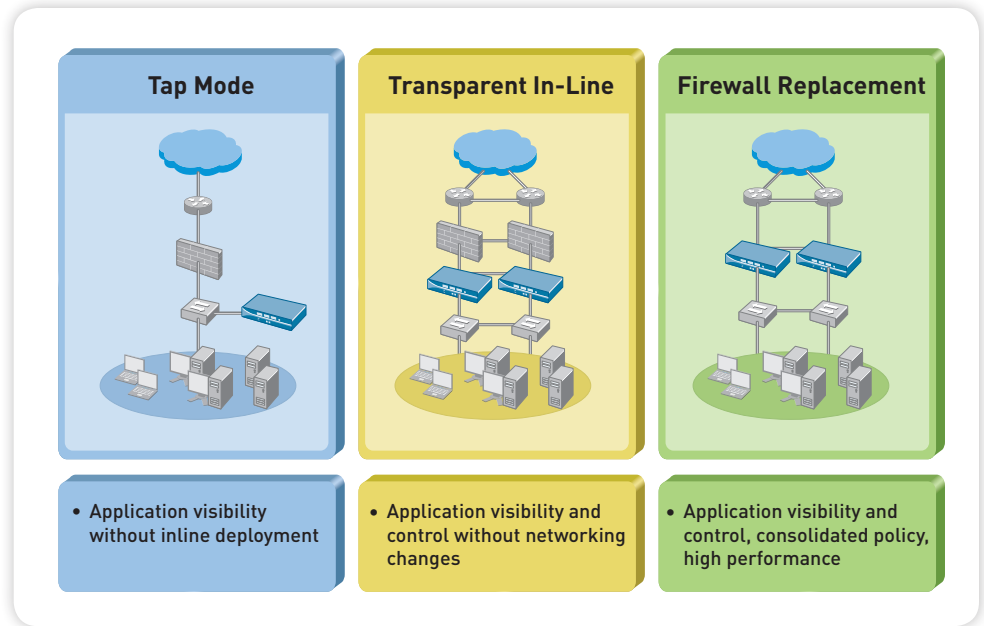 Tap Mode
Transparent In-Line
Firewall Replacement
• Application visibility
without inline deployment
• Application visibility and
control without networking
changes
• Application visibility and
control, consolidated policy,
high performance